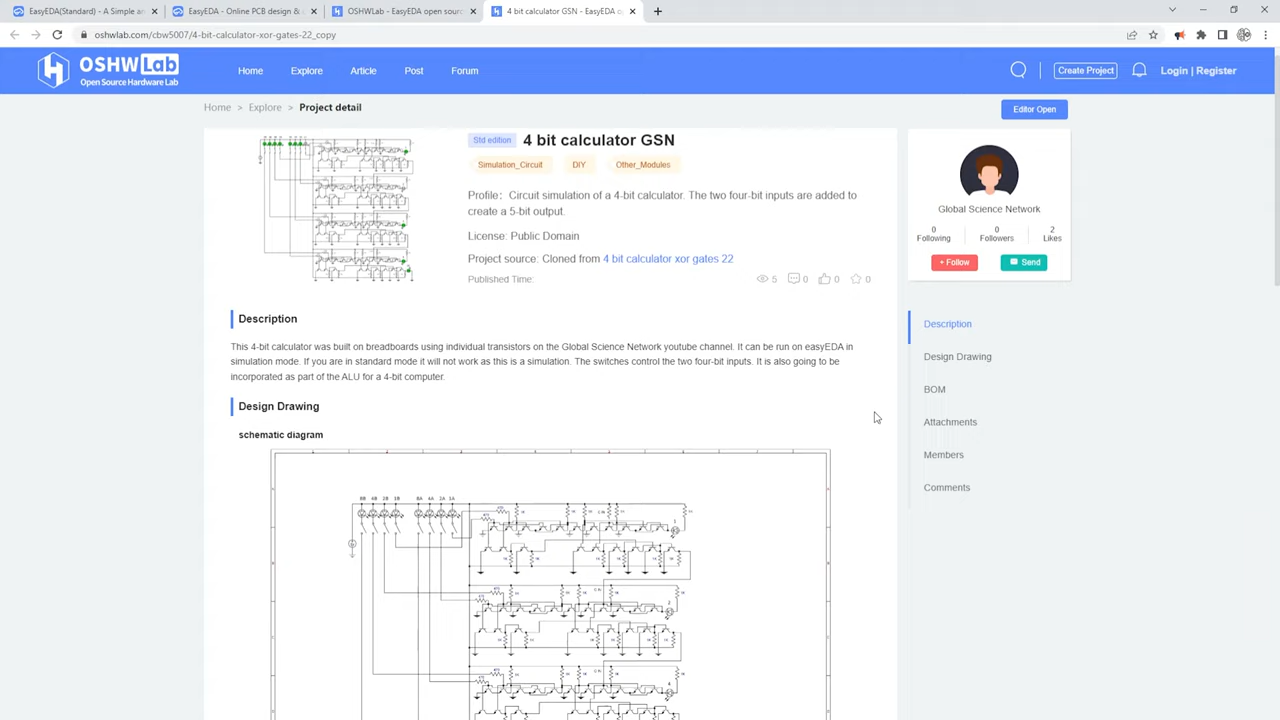 EasyEDA(Standard) - A Simple an
EasyEDA - Online PCB design &
OSHWLab - EasyEDA open sourc
4 bit calculator GSN - EasyEDA o
oshwlab.com/cbw5007/4-bit-calculator-xor-gates-22_copy
OSHWLab
Open Source Hardware Lab
Home
Explore
Article
Post
Forum
Create Project
Login | Register
Home > Explore > Project detail
Editor Open
Std edition
4 bit calculator GSN
Simulation_Circuit
DIY
Other_Modules
Profile: Circuit simulation of a 4-bit calculator. The two four-bit inputs are added to
create a 5-bit output.
License: Public Domain
Project source: Cloned from 4 bit calculator xor gates 22
Published Time:
5
0
0
0
Global Science Network
0
Following
0
Followers
2
Likes
+ Follow
Send
Description
This 4-bit calculator was built on breadboards using individual transistors on the Global Science Network youtube channel. It can be run on easyEDA in
simulation mode. If you are in standard mode it will not work as this is a simulation. The switches control the two four-bit inputs. It is also going to be
incorporated as part of the ALU for a 4-bit computer.
Design Drawing
schematic diagram
8B 4B 2B 1B 8A 4A 2A 1A
Description
Design Drawing
BOM
Attachments
Members
Comments